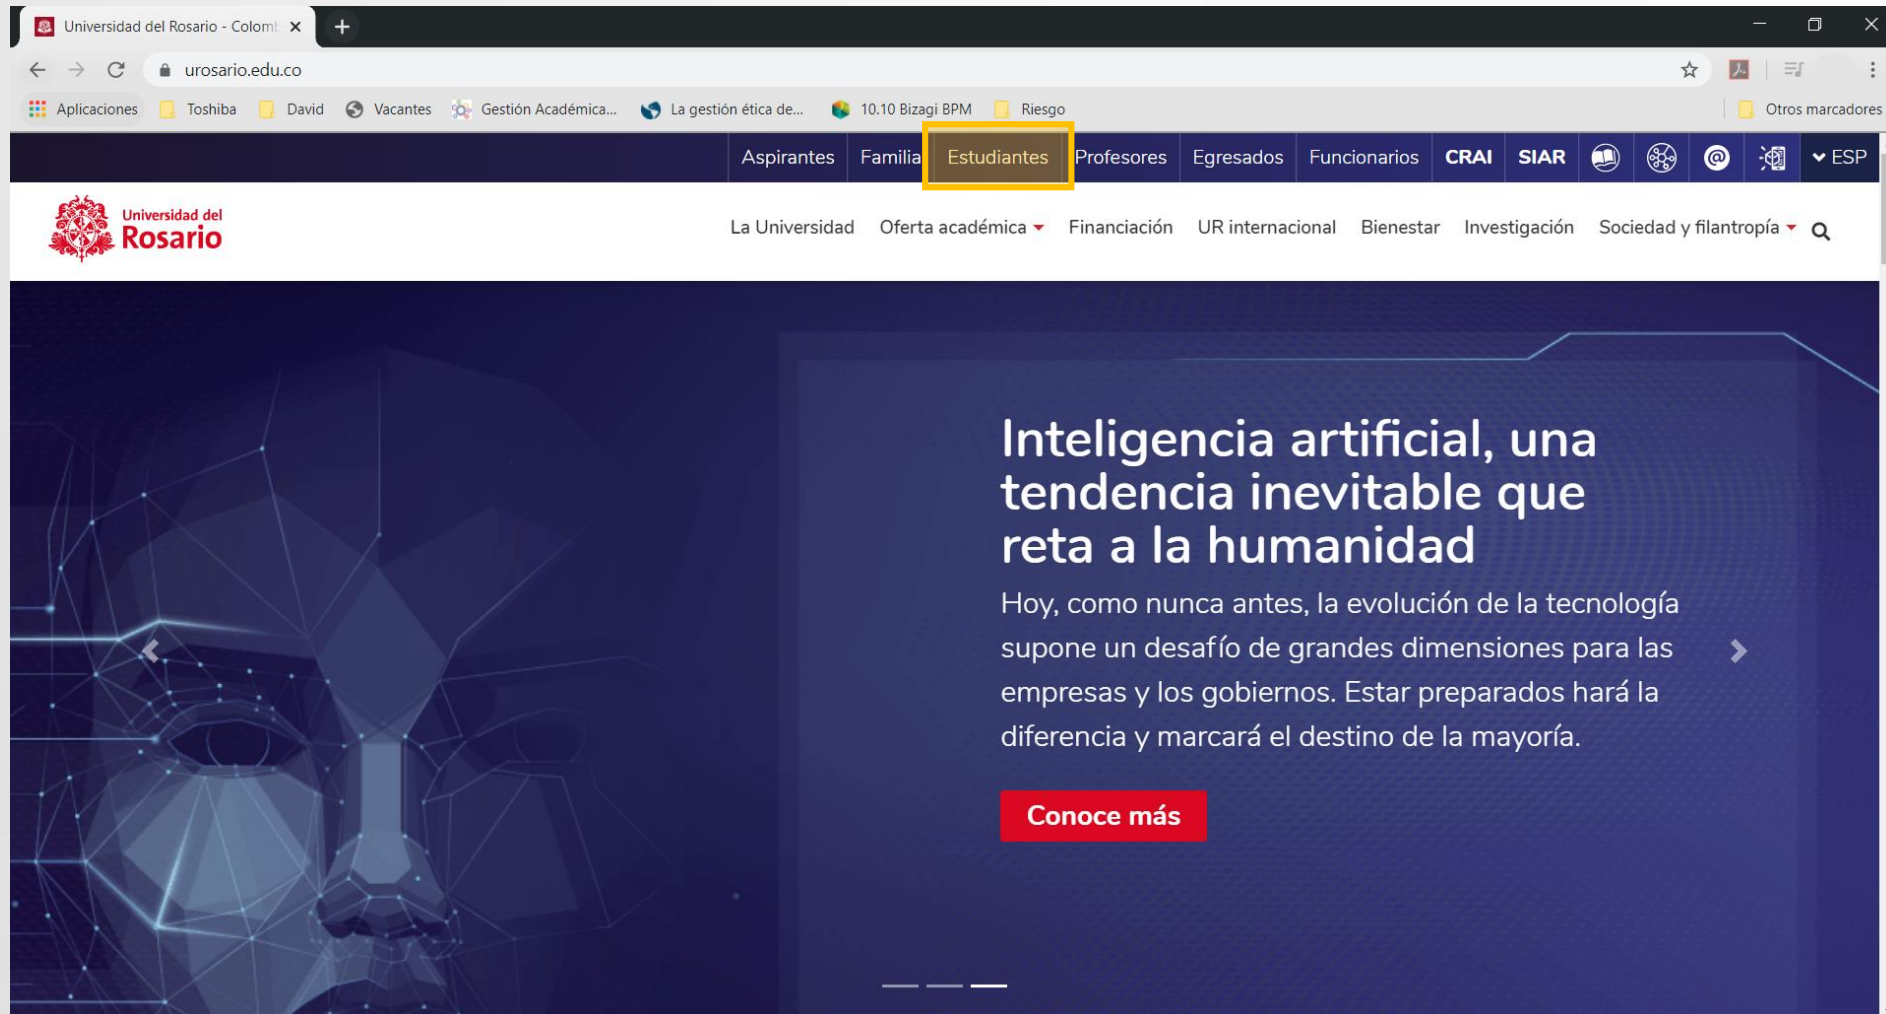 Universidad del Rosario - Colom
urosario.edu.co
Aplicaciones Toshiba David Vacantes Gestión Académica... La gestión ética de... 10.10 Bizagi BPM Riesgo Otros marcadores
Aspirantes Familia Estudiantes Profesores Egresados Funcionarios CRAI SIAR @ ESP
Universidad del
Rosario
La Universidad Oferta académica Financiación UR internacional Bienestar Investigación Sociedad y filantropía
Inteligencia artificial, una
tendencia inevitable que
reta a la humanidad
Hoy, como nunca antes, la evolución de la tecnología
supone un desafío de grandes dimensiones para las
empresas y los gobiernos. Estar preparados hará la
diferencia y marcará el destino de la mayoría.
Conoce más